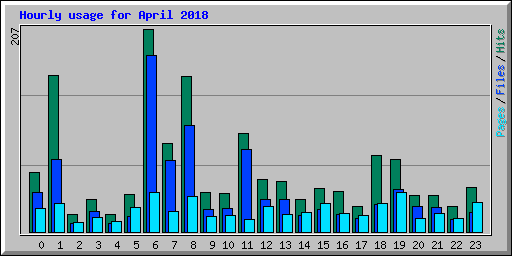 Hourly usage for April 2018
207
Pages/Files/Hits
0 1 2 3 4 5 6 7 8 9 10 11 12 13 14 15 16 17 18 19 20 21 22 23